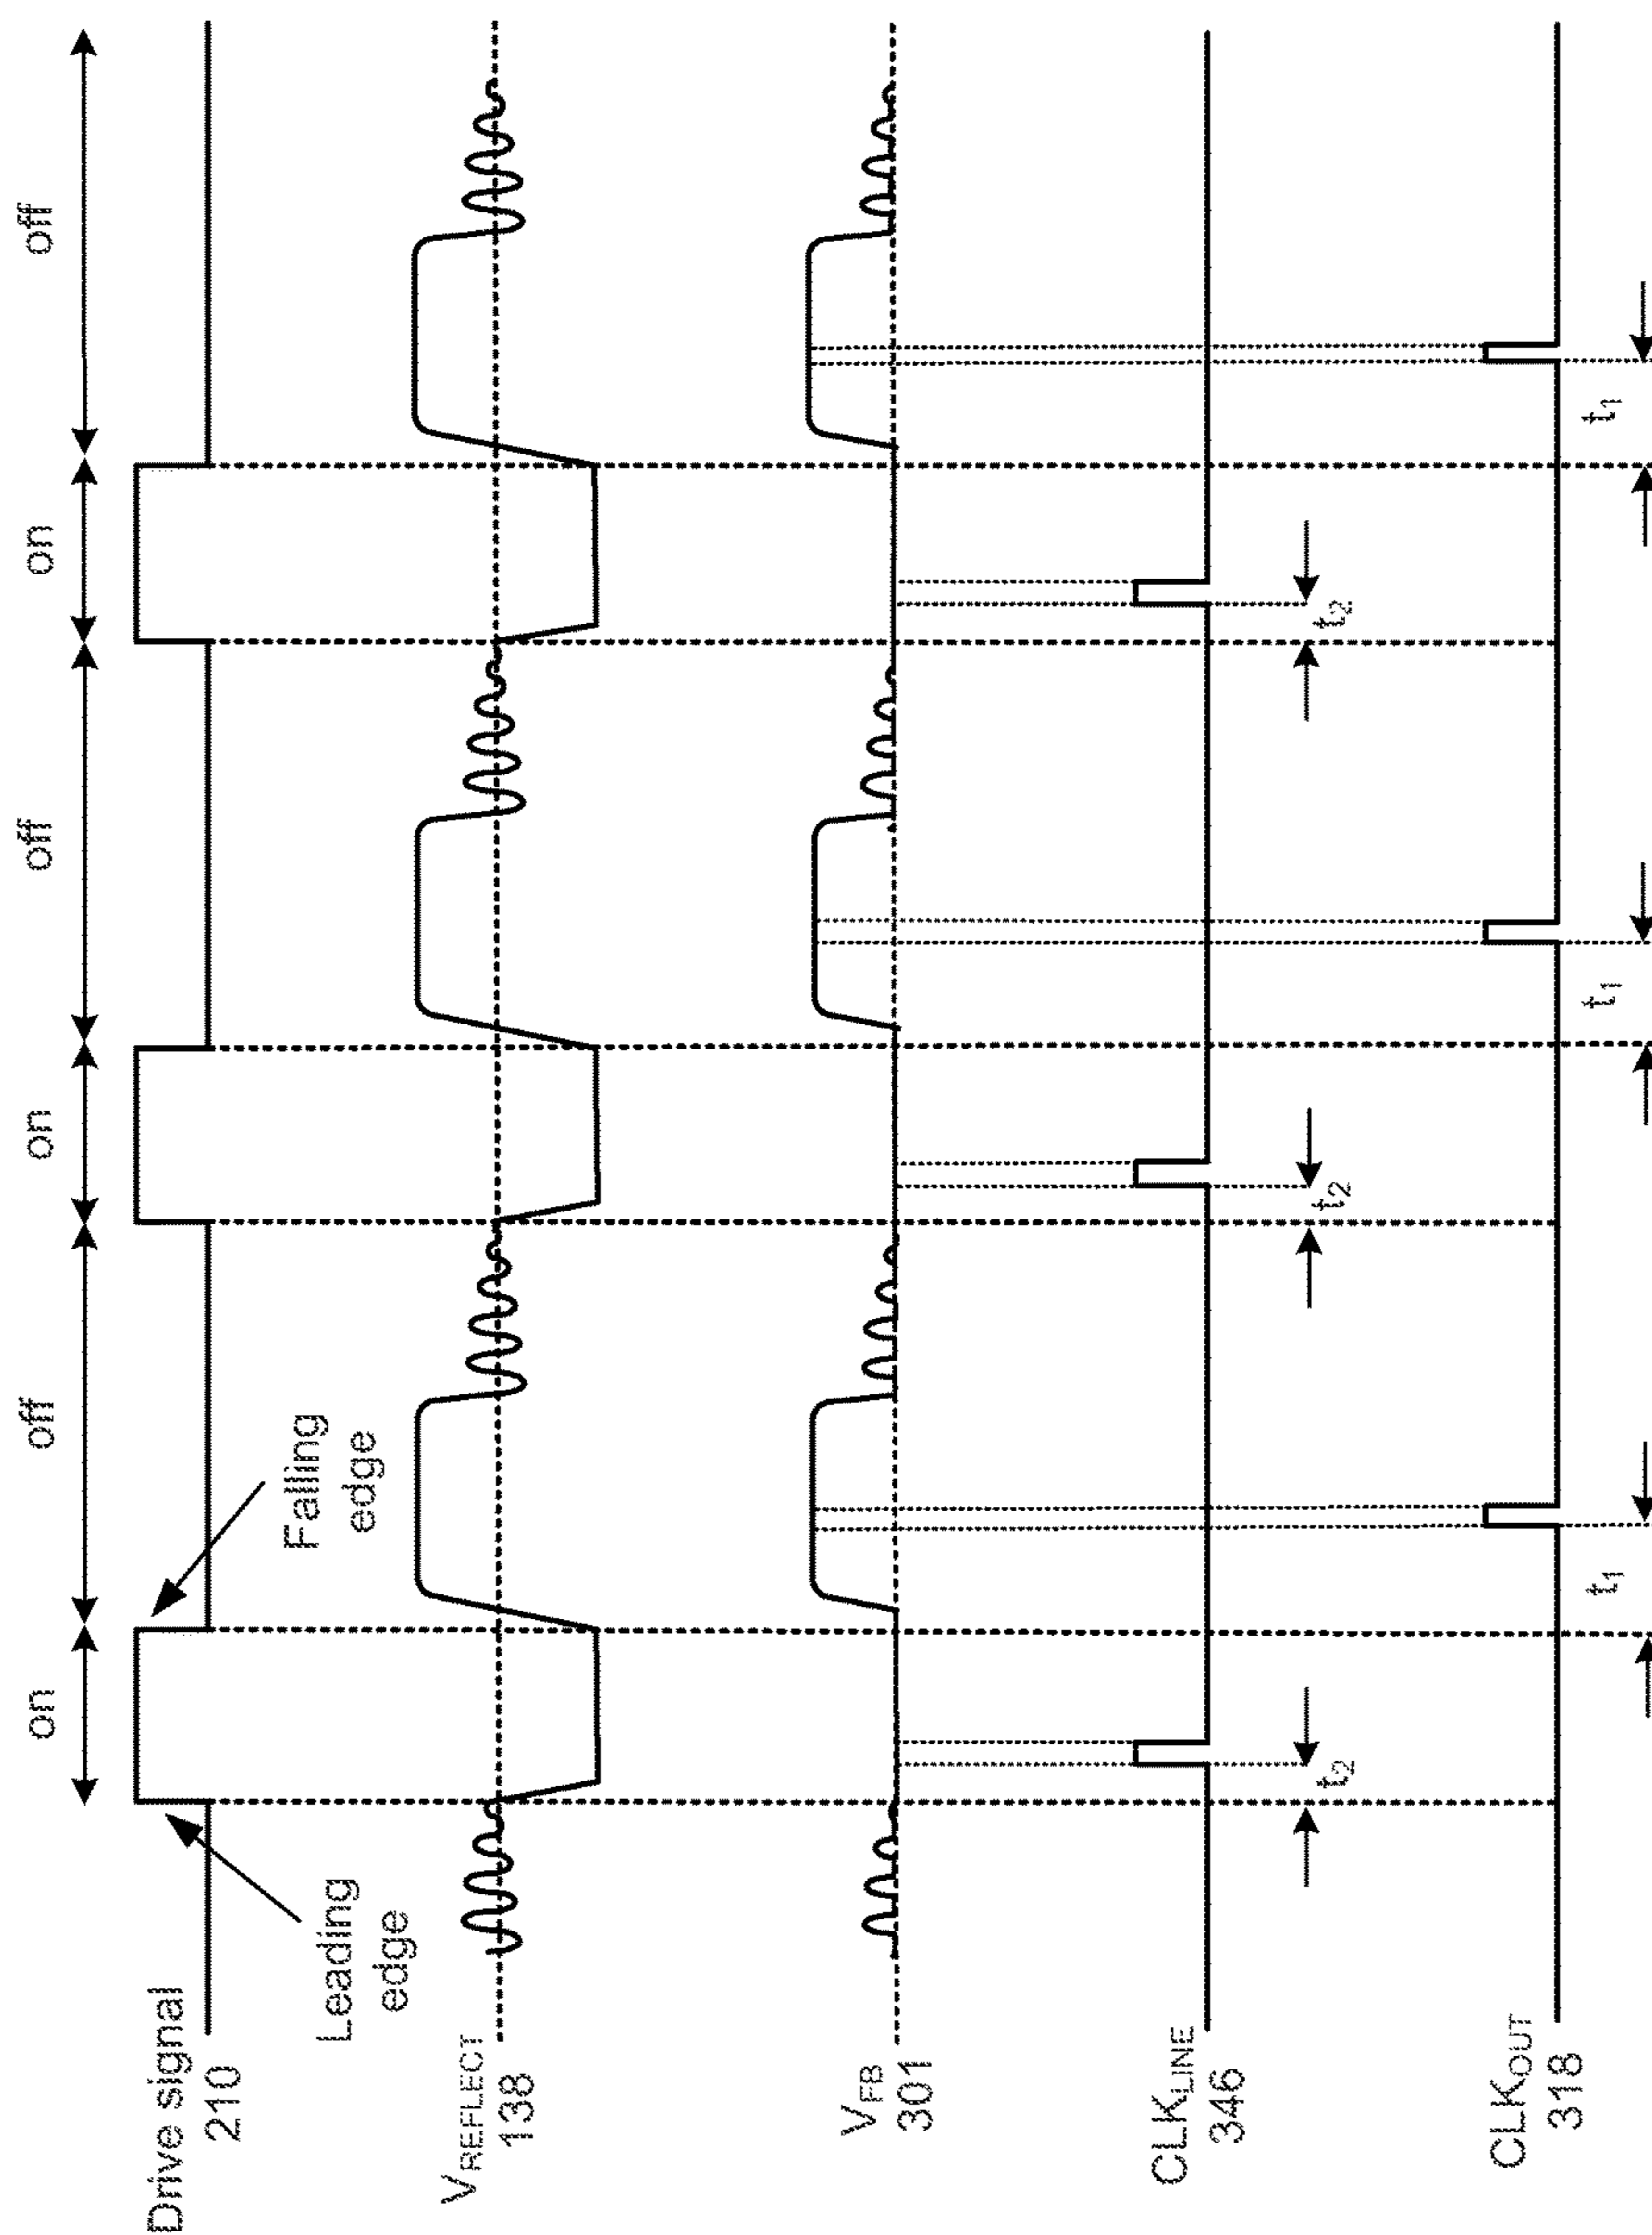 on off on off on off
Drive signal
210
Leading
edge
Falling
edge
VREFLECT
138
VFB
301
CLKLINE
346
t2 t2 t2
CLKOUT
318
t1 t1 t1